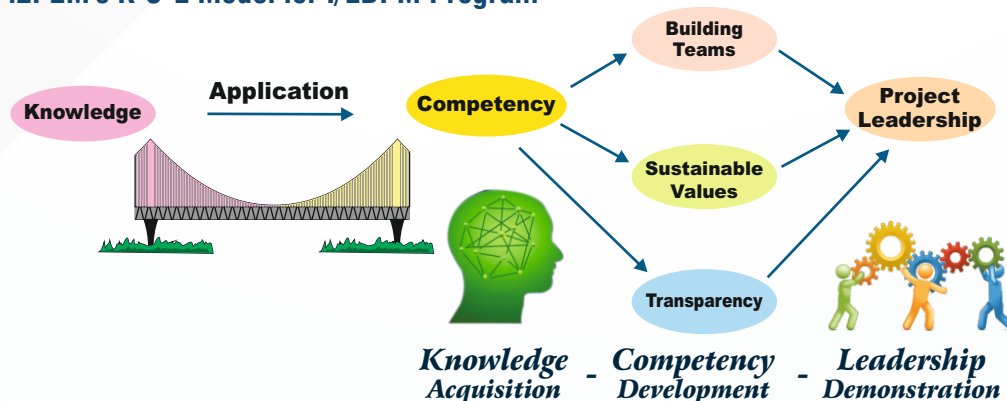 Building
Teams
Application
Knowledge
Competency
Project
Leadership
Sustainable
Values
Transparency
Knowledge - Competency - Leadership
Acquisition Development Demonstration